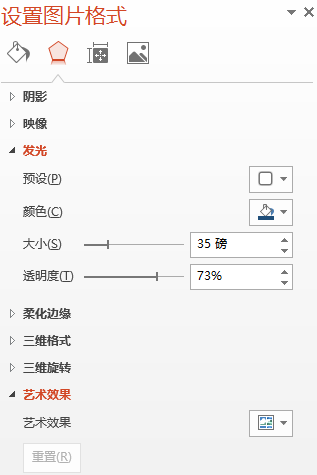 设置图片格式
阴影
映像
发光
预设(P)
颜色(C)
大小(S) 35 磅
透明度(T) 73%
柔化边缘
三维格式
三维旋转
艺术效果
艺术效果
重置(R)